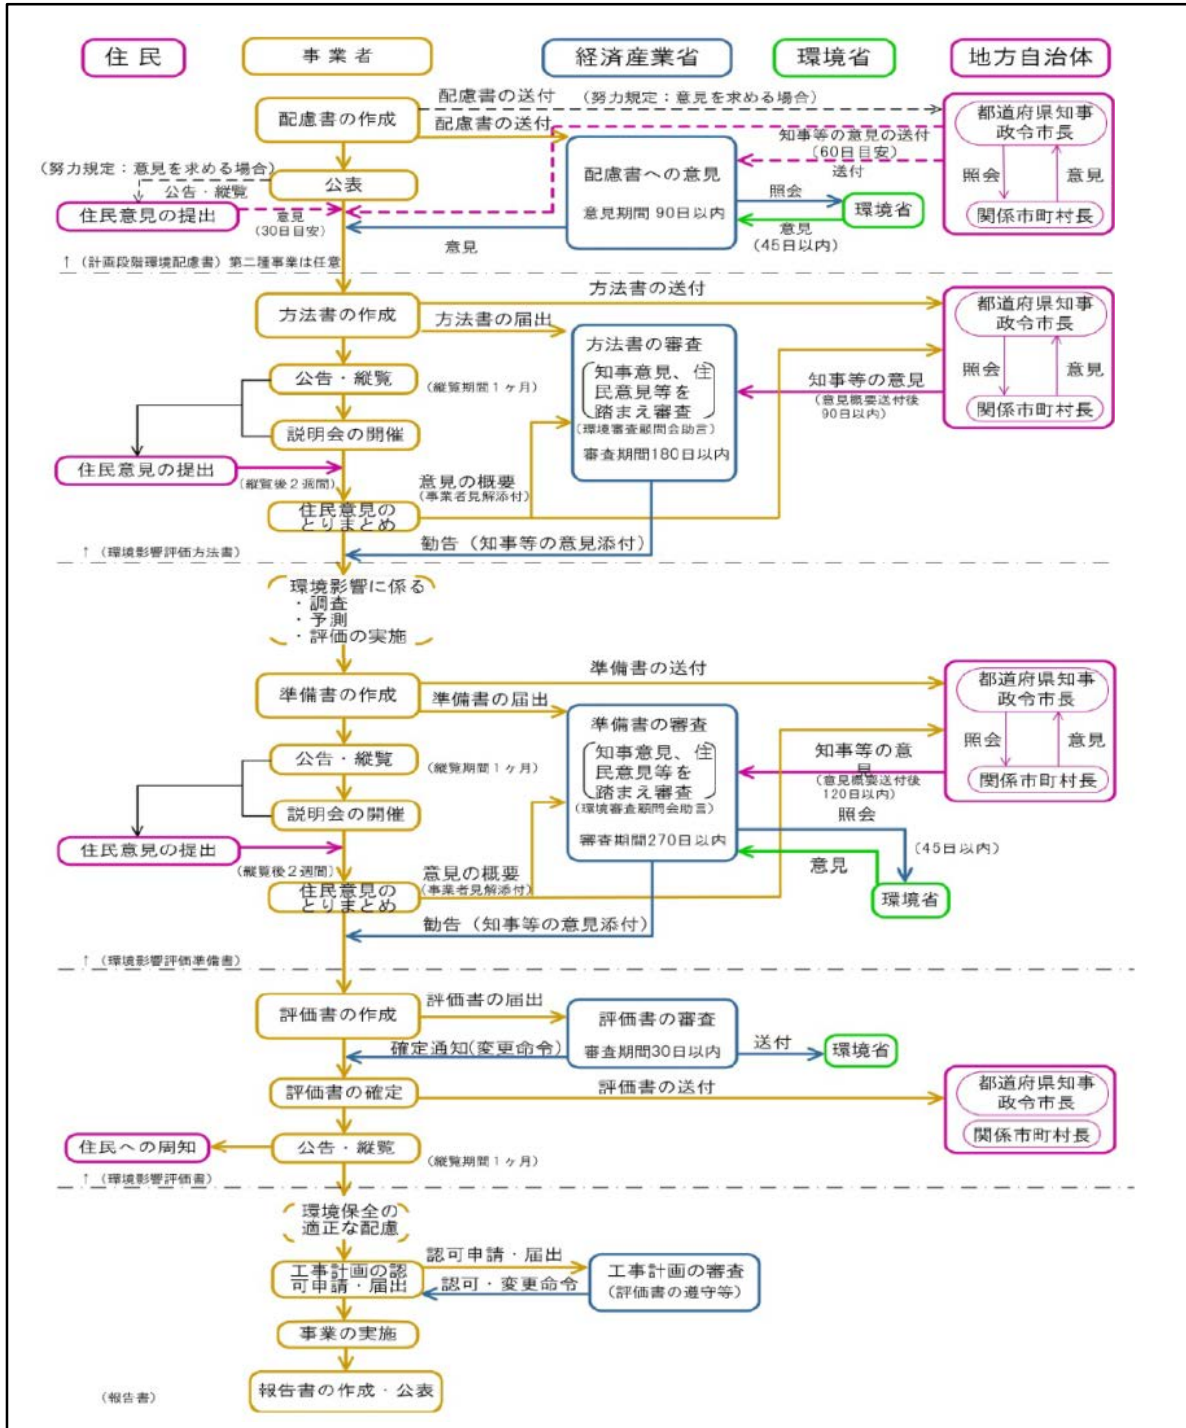 住民
事業者
経済産業省
環境省
地方自治体
配慮書の作成
配慮書の送付
(努力規定：意見を求める場合)
配慮書の送付
都道府県知事
政令市長
照会
意見
関係市町村長
知事等の意見の送付
(60日目安)
送付
配慮書への意見
意見期間 90日以内
照会
環境省
意見
(45日以内)
(努力規定：意見を求める場合)
公表
公告・縦覧
住民意見の提出
意見
(30日目安)
意見
↑ (計画段階環境配慮書) 第二種事業は任意
方法書の作成
方法書の送付
方法書の届出
都道府県知事
政令市長
照会
意見
関係市町村長
方法書の審査
知事意見、住
民意見等を
踏まえ審査
(環境審査顧問会助言)
審査期間180日以内
知事等の意見
(意見概要送付後
90日以内)
公告・縦覧
(縦覧期間1ヶ月)
説明会の開催
住民意見の提出
(縦覧後2週間)
意見の概要
(事業者見解添付)
住民意見の
とりまとめ
勧告 (知事等の意見添付)
↑ (環境影響評価方法書)
環境影響に係る
・調査
・予測
・評価の実施
準備書の作成
準備書の送付
準備書の届出
都道府県知事
政令市長
照会
意見
関係市町村長
準備書の審査
知事意見、住
民意見等を
踏まえ審査
(環境審査顧問会助言)
審査期間270日以内
知事等の意
見
(意見概要送付後
120日以内)
照会
(45日以内)
意見
環境省
公告・縦覧
(縦覧期間1ヶ月)
説明会の開催
住民意見の提出
(縦覧後2週間)
意見の概要
(事業者見解添付)
住民意見の
とりまとめ
勧告 (知事等の意見添付)
↑ (環境影響評価準備書)
評価書の作成
評価書の届出
評価書の審査
審査期間30日以内
確定通知(変更命令)
送付
環境省
評価書の確定
評価書の送付
都道府県知事
政令市長
関係市町村長
住民への周知
公告・縦覧
(縦覧期間1ヶ月)
↑ (環境影響評価書)
環境保全の
適正な配慮
工事計画の認
可申請・届出
認可申請・届出
認可・変更命令
工事計画の審査
(評価書の遵守等)
事業の実施
報告書の作成・公表
(報告書)